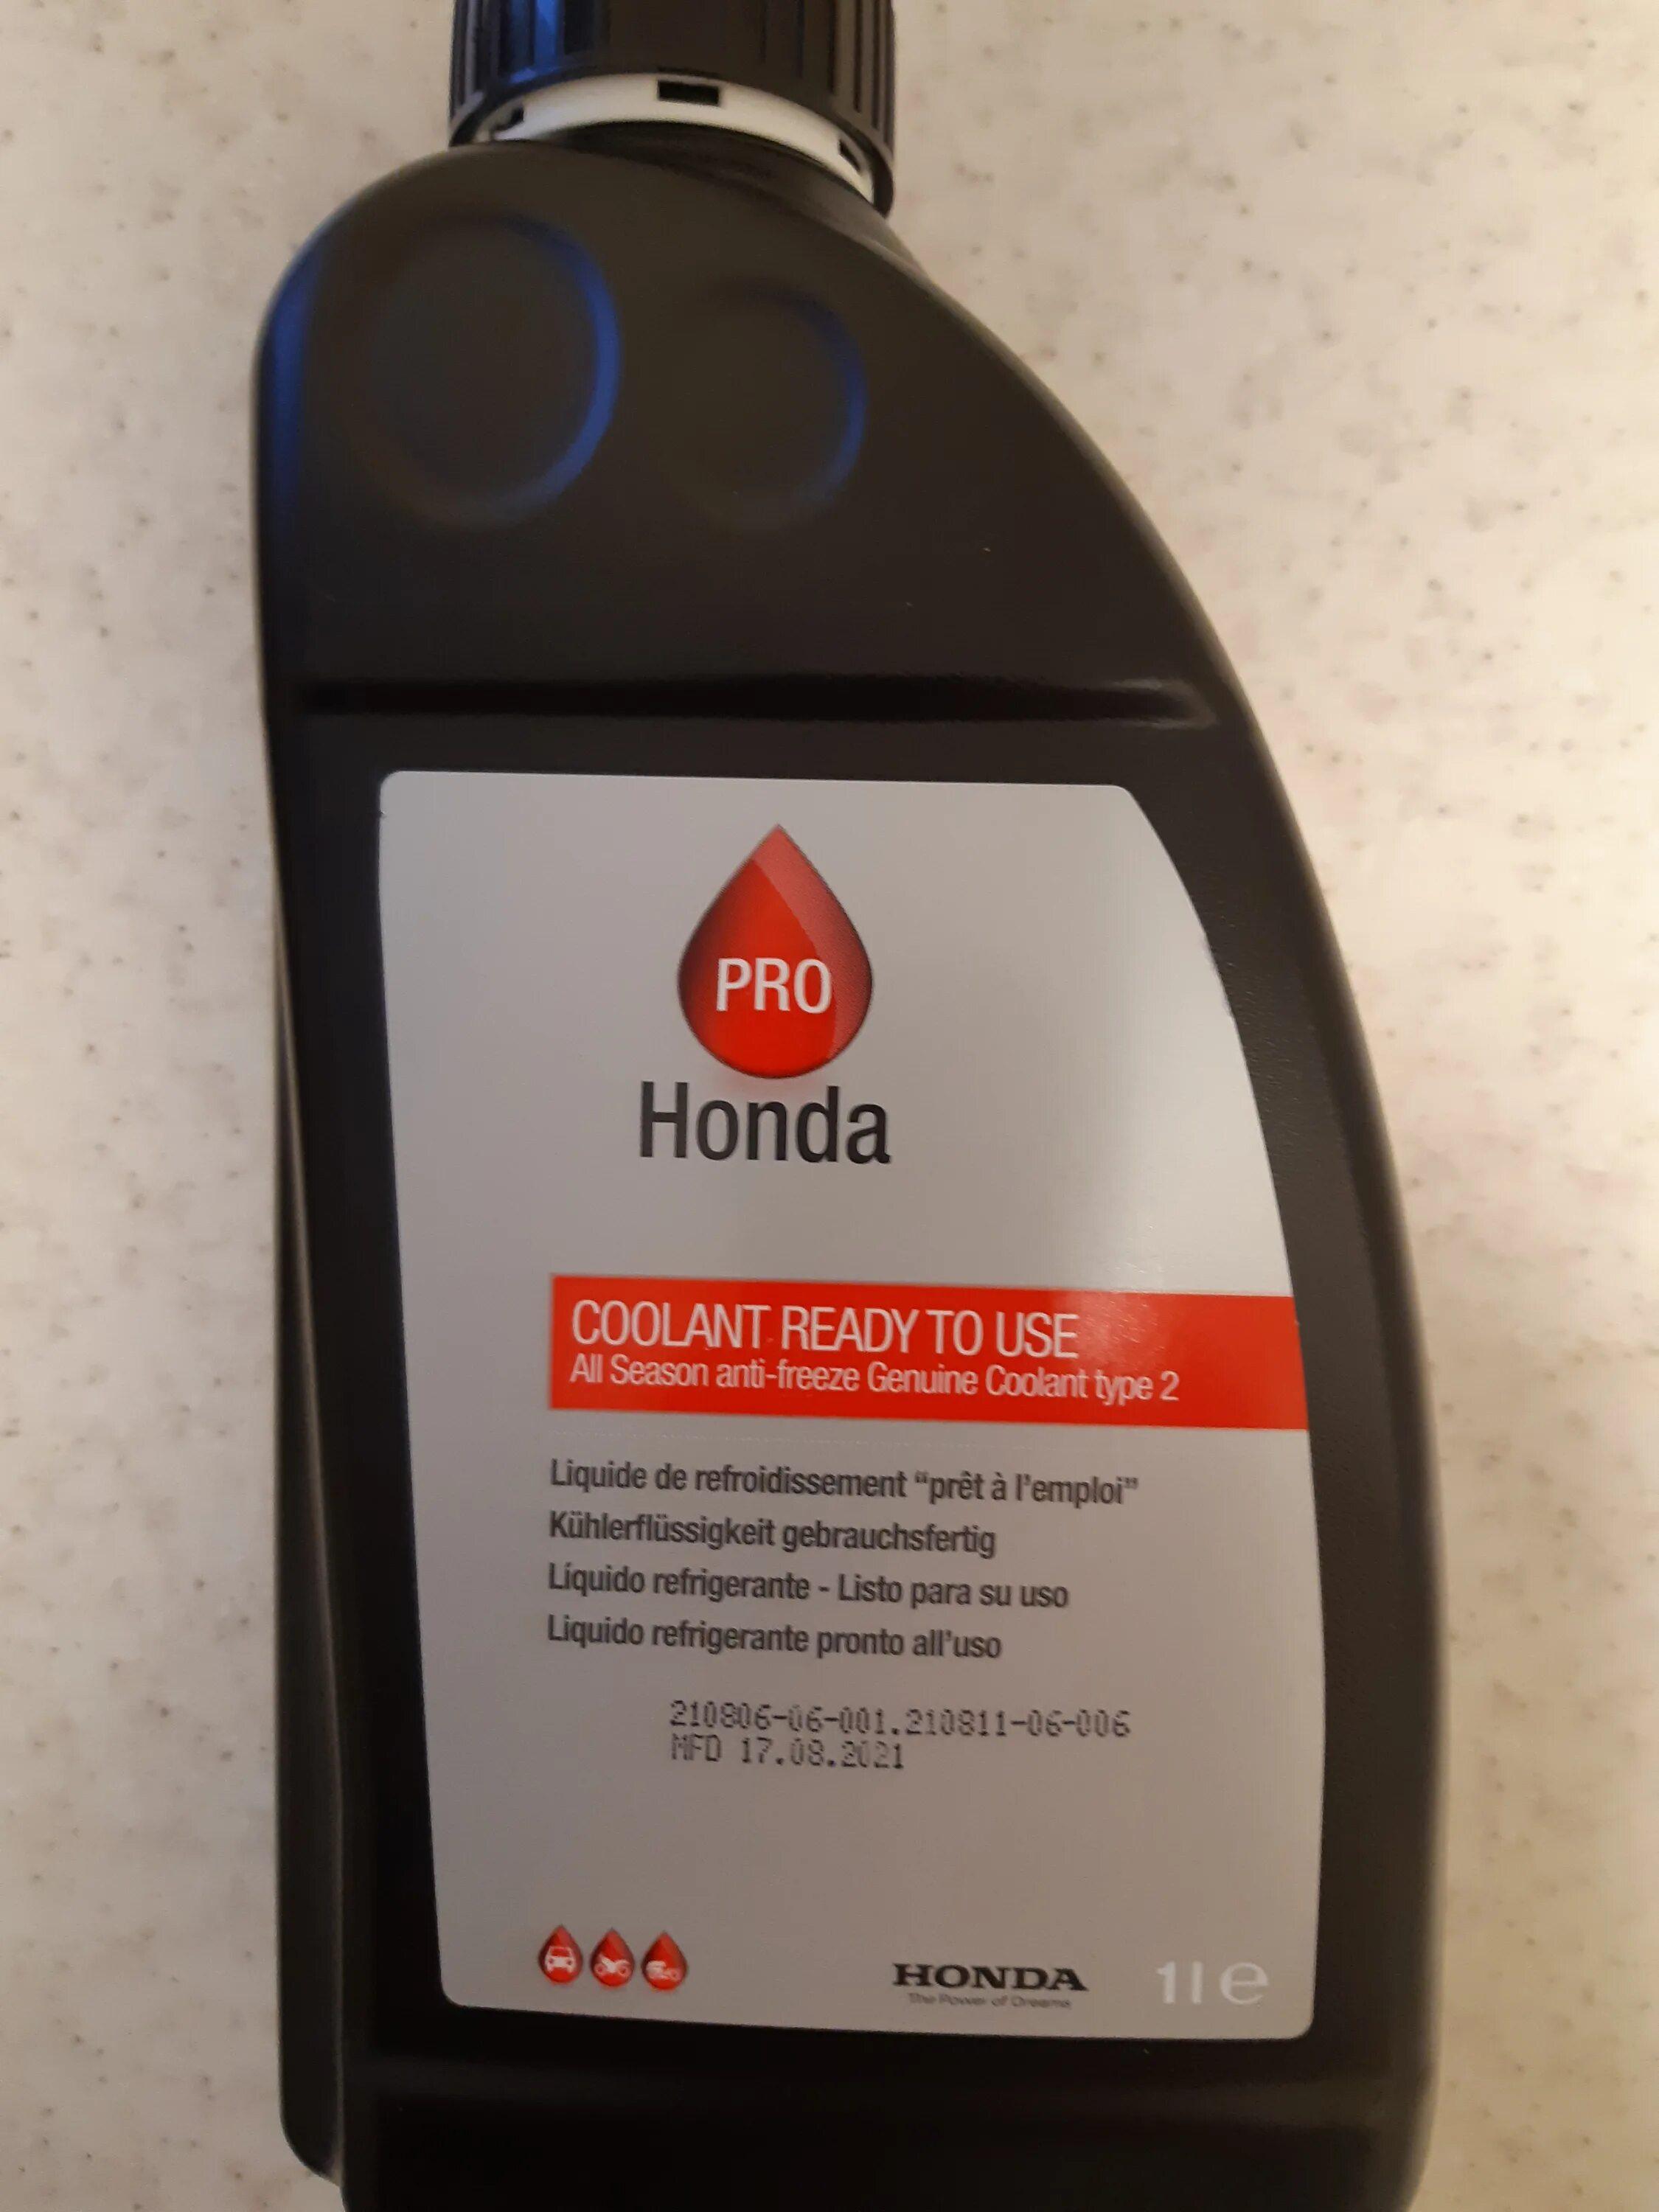 PRO
Honda
COOLANT READY TO USE
All Season anti-freeze Genuine Coolant type 2
Liquide de refroidissement “prêt à l'emploi”
Kühlerflüssigkeit gebrauchsfertig
Líquido refrigerante - Listo para su uso
Liquido refrigerante pronto all'uso
210806-06-001.210811-06-006
MFD 17.08.2021
HONDA
The Power of Dreams
1l e